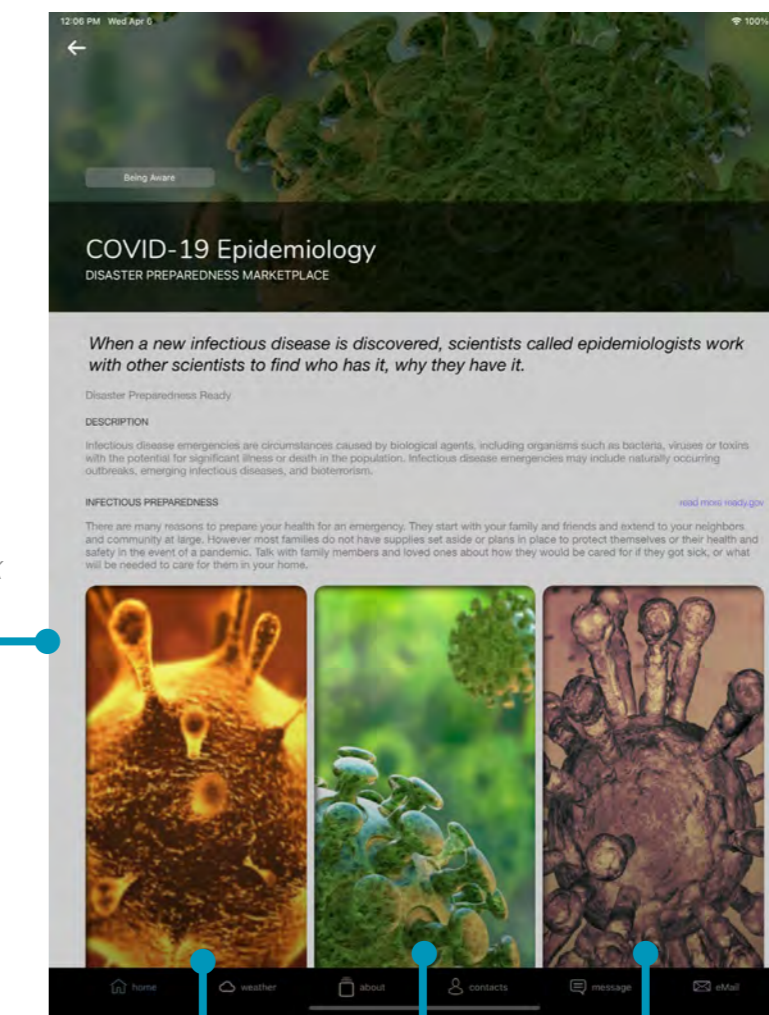 12:06 PM Wed Apr 6
100%
Being Aware
COVID-19 Epidemiology
DISASTER PREPAREDNESS MARKETPLACE
When a new infectious disease is discovered, scientists called epidemiologists work
with other scientists to find who has it, why they have it.
Disaster Preparedness Ready
DESCRIPTION
Infectious disease emergencies are circumstances caused by biological agents, including organisms such as bacteria, viruses or toxins
with the potential for significant illness or death in the population. Infectious disease emergencies may include naturally occurring
outbreaks, emerging infectious diseases, and bioterrorism.
INFECTIOUS PREPAREDNESS
read more ready.gov
There are many reasons to prepare your health for an emergency. They start with your family and friends and extend to your neighbors
and community at large. However most families do not have supplies set aside or plans in place to protect themselves or their health and
safety in the event of a pandemic. Talk with family members and loved ones about how they would be cared for if they got sick, or what
will be needed to care for them in your home.
home weather about contacts message eMail